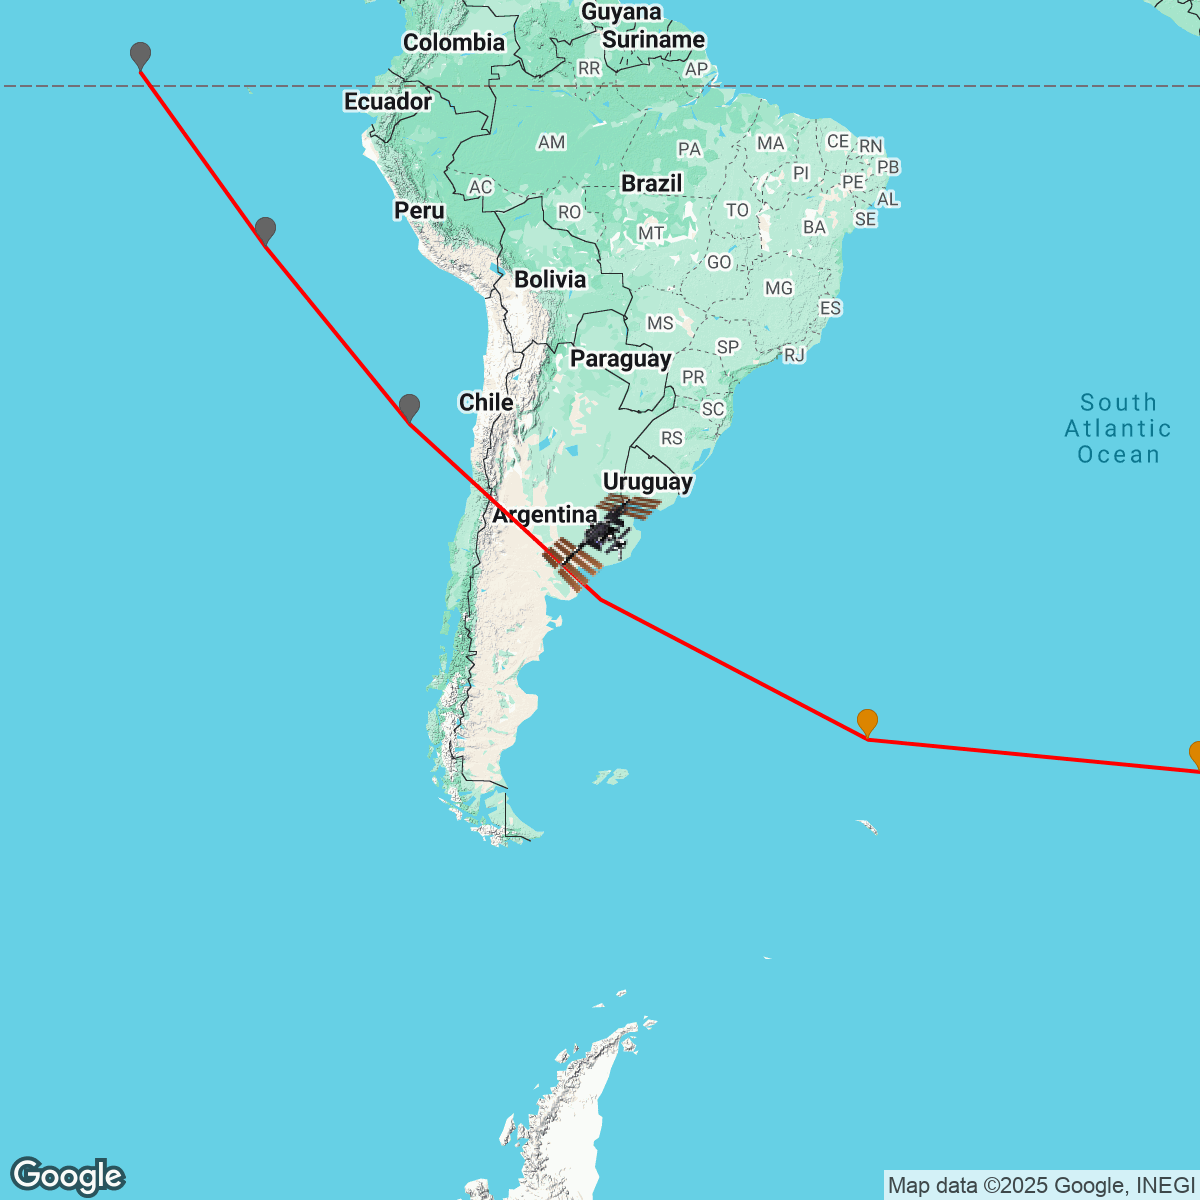 Guyana
Suriname
Colombia
RR
AP
Ecuador
AM
PA
MA
CE
RN
PI
PB
PE
AC
Brazil
AL
Peru
RO
TO
SE
MT
BA
GO
Bolivia
MG
ES
MS
SP
RJ
Paraguay
PR
Chile
SC
South
Atlantic
Ocean
RS
Uruguay
Argentina
Google
Map data ©2025 Google, INEGI